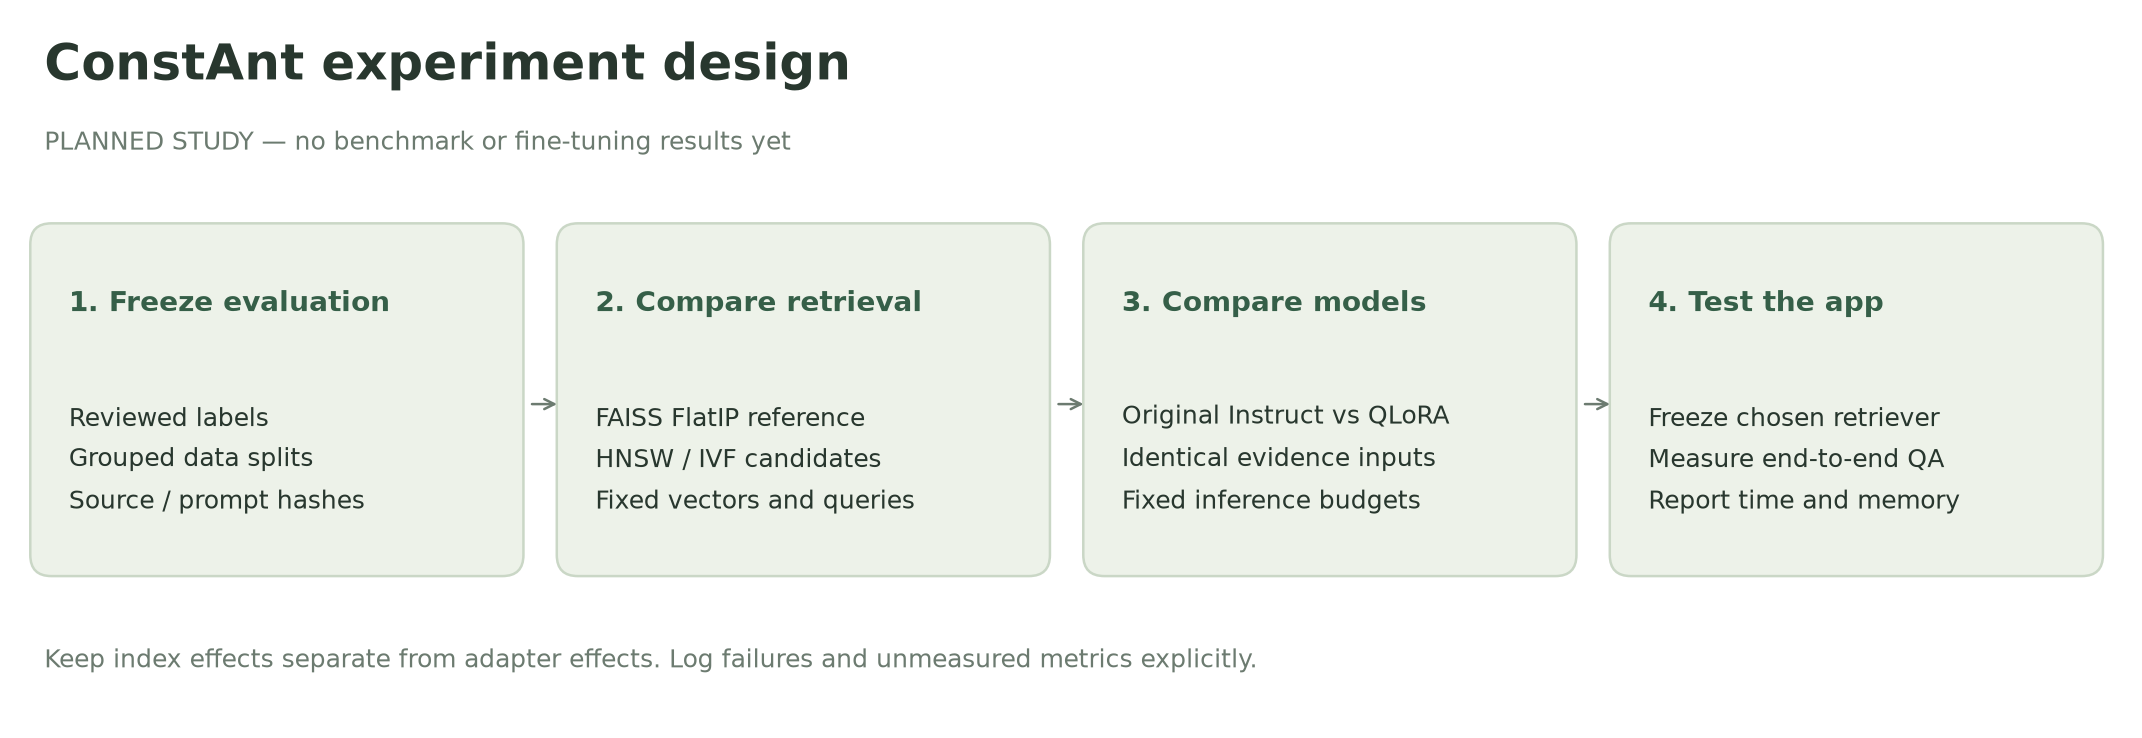 ConstAnt experiment design
PLANNED STUDY — no benchmark or fine-tuning results yet
1. Freeze evaluation
Reviewed labels
Grouped data splits
Source / prompt hashes
2. Compare retrieval
FAISS FlatIP reference
HNSW / IVF candidates
Fixed vectors and queries
3. Compare models
Original Instruct vs QLoRA
Identical evidence inputs
Fixed inference budgets
4. Test the app
Freeze chosen retriever
Measure end-to-end QA
Report time and memory
Keep index effects separate from adapter effects. Log failures and unmeasured metrics explicitly.